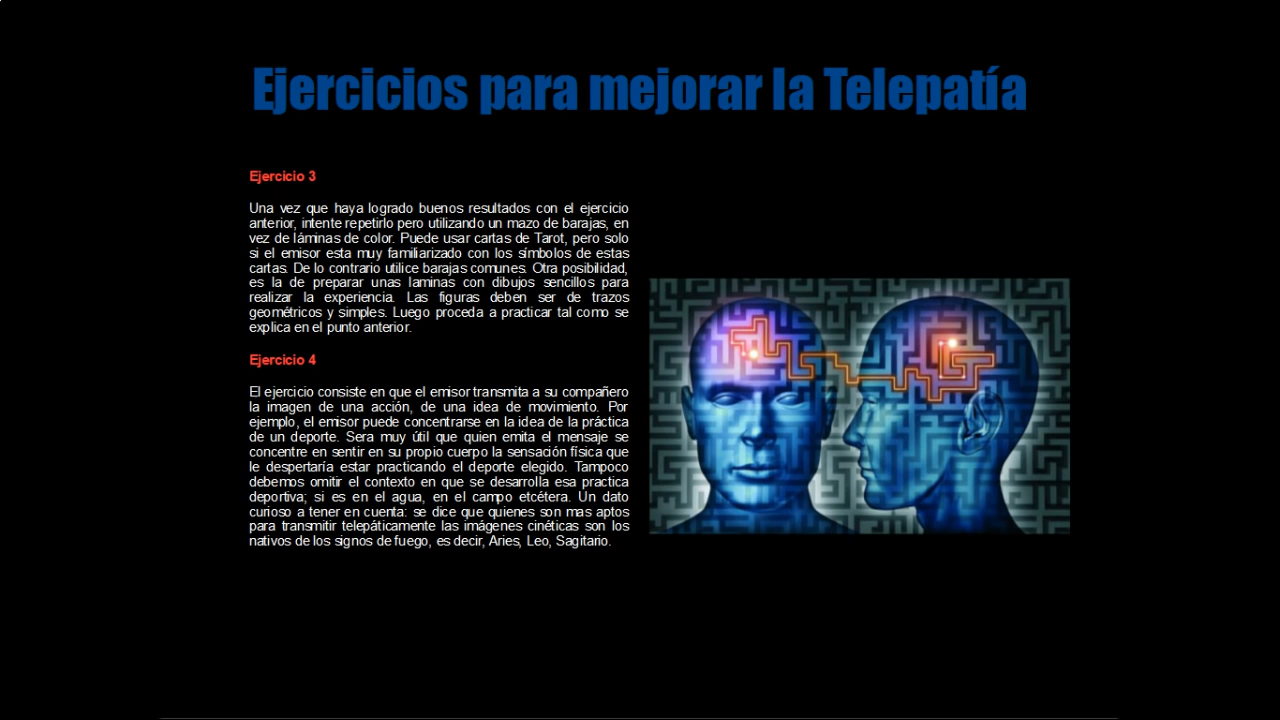 Ejercicios para mejorar la Telepatía
Ejercicio 3
Una vez que haya logrado buenos resultados con el ejercicio
anterior, intente repetirlo pero utilizando un mazo de barajas, en
vez de láminas de color. Puede usar cartas de Tarot, pero solo
si el emisor esta muy familiarizado con los símbolos de estas
cartas. De lo contrario utilice barajas comunes. Otra posibilidad,
es la de preparar unas laminas con dibujos sencillos para
realizar la experiencia. Las figuras deben ser de trazos
geométricos y simples. Luego proceda a practicar tal como se
explica en el punto anterior.
Ejercicio 4
El ejercicio consiste en que el emisor transmita a su compañero
la imagen de una acción, de una idea de movimiento. Por
ejemplo, el emisor puede concentrarse en la idea de la práctica
de un deporte. Sera muy útil que quien emita el mensaje se
concentre en sentir en su propio cuerpo la sensación física que
le despertaría estar practicando el deporte elegido. Tampoco
debemos omitir el contexto en que se desarrolla esa practica
deportiva; si es en el agua, en el campo etcétera. Un dato
curioso a tener en cuenta: se dice que quienes son mas aptos
para transmitir telepáticamente las imágenes cinéticas son los
nativos de los signos de fuego, es decir, Aries, Leo, Sagitario.